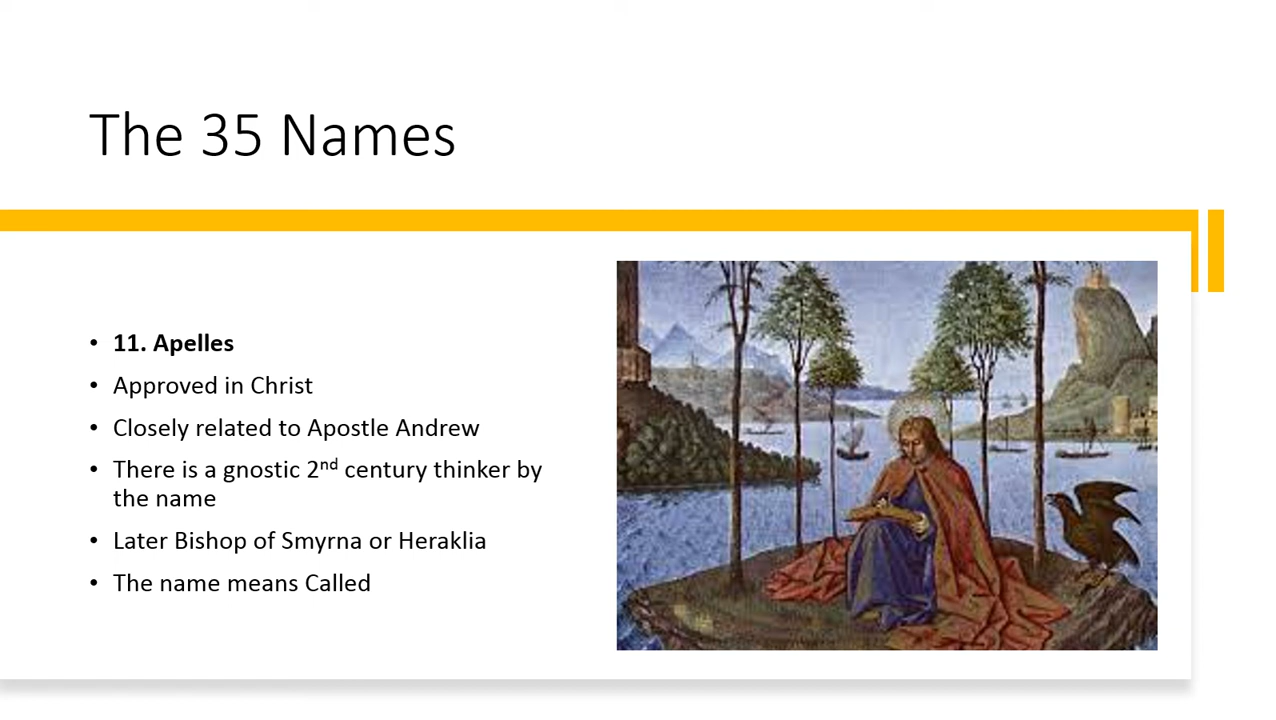 The 35 Names
• 11. Apelles
• Approved in Christ
• Closely related to Apostle Andrew
• There is a gnostic 2nd century thinker by
the name
• Later Bishop of Smyrna or Heraklia
• The name means Called